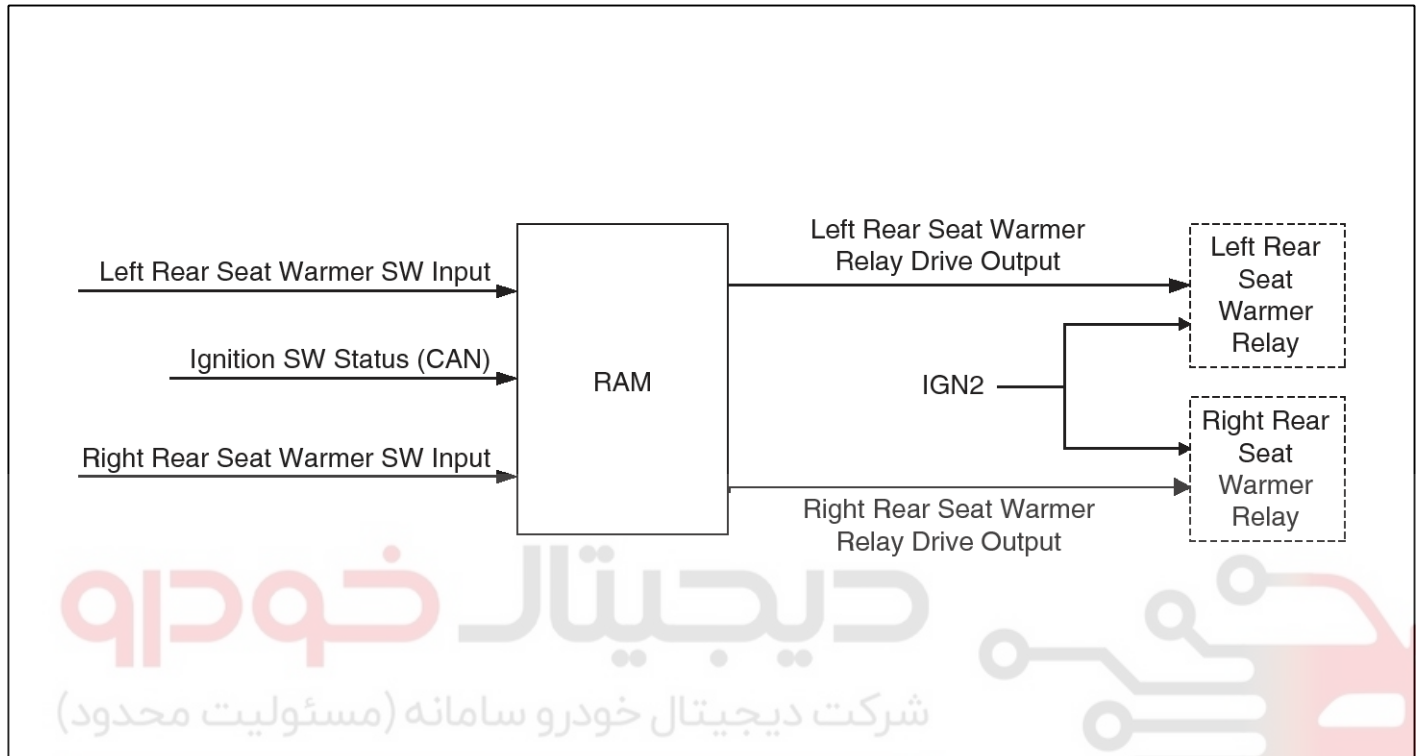 Left Rear Seat Warmer SW Input
Ignition SW Status (CAN)
Right Rear Seat Warmer SW Input
RAM
Left Rear Seat Warmer
Relay Drive Output
IGN2
Right Rear Seat Warmer
Relay Drive Output
Left Rear
Seat
Warmer
Relay
Right Rear
Seat
Warmer
Relay
دیجیتال خودرو
شرکت دیجیتال خودرو سامانه (مسئولیت محدود)